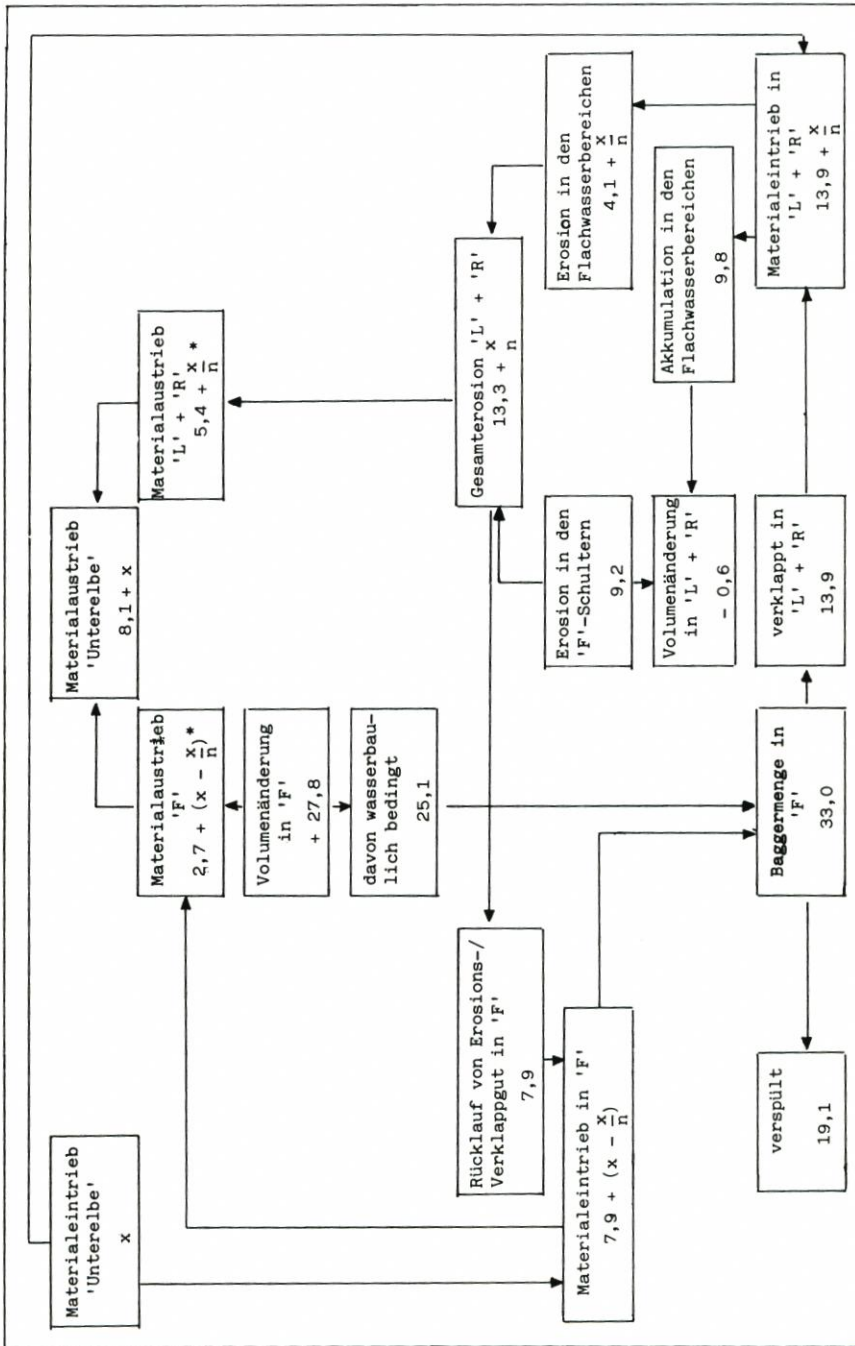 Materialeintrieb
'Unterelbe'
x
Materialaustrieb
'Unterelbe'
8,1 + x
Materialaustrieb
'F'
2,7 + (x - x/n)*
Materialaustrieb
'L' + 'R'
5,4 + x/n *
Volumenänderung
in 'F'
+ 27,8
davon wasserbau-
lich bedingt
25,1
Rücklauf von Erosions-/
Verklappgut in 'F'
7,9
Gesamterosion 'L' + 'R'
13,3 + x/n
Materialeintrieb in 'F'
7,9 + (x - x/n)
Erosion in den
'F'-Schultern
9,2
Erosion in den
Flachwasserbereichen
4,1 + x/n
Volumenänderung
in 'L' + 'R'
- 0,6
Akkumulation in den
Flachwasserbereichen
9,8
verspült
19,1
Baggermenge in
'F'
33,0
verklappt in
'L' + 'R'
13,9
Materialeintrieb in
'L' + 'R'
13,9 + x/n